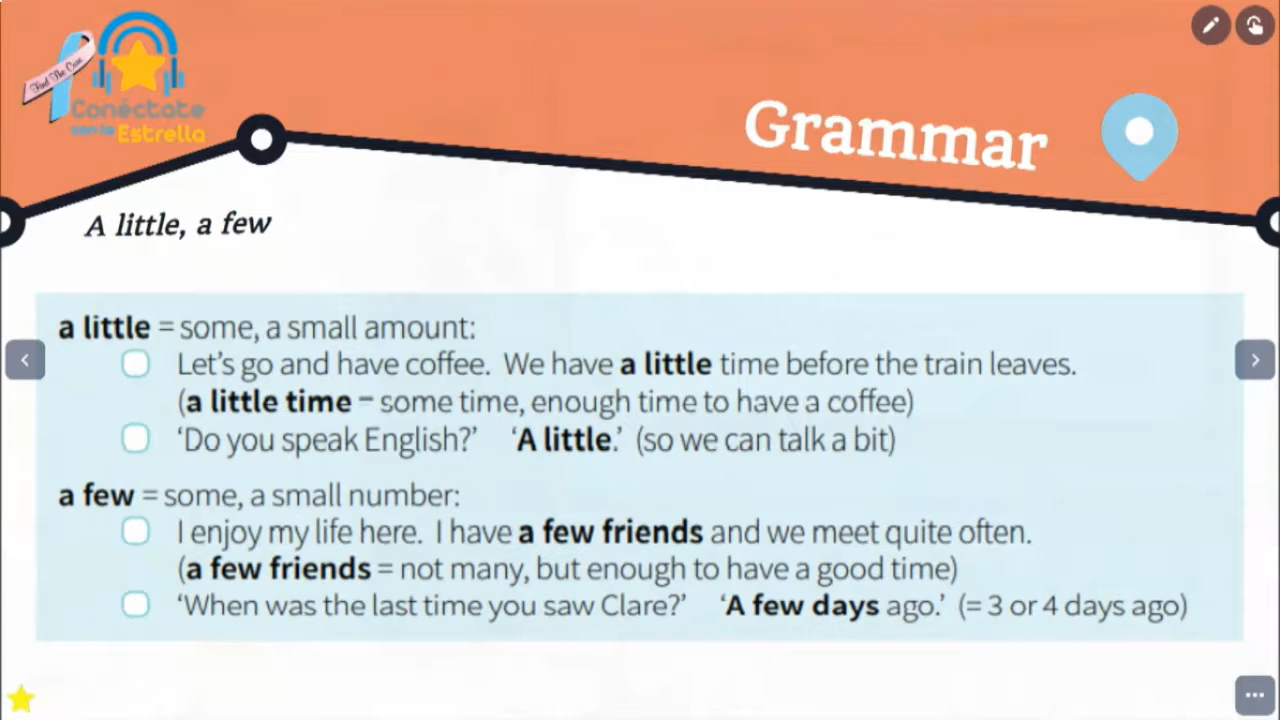 Find The Cure
Conéctate
con la Estrella
Grammar
A little, a few
a little = some, a small amount:
Let's go and have coffee. We have a little time before the train leaves.
(a little time = some time, enough time to have a coffee)
'Do you speak English?' 'A little.' (so we can talk a bit)
a few = some, a small number:
I enjoy my life here. I have a few friends and we meet quite often.
(a few friends = not many, but enough to have a good time)
'When was the last time you saw Clare?' 'A few days ago.' (= 3 or 4 days ago)